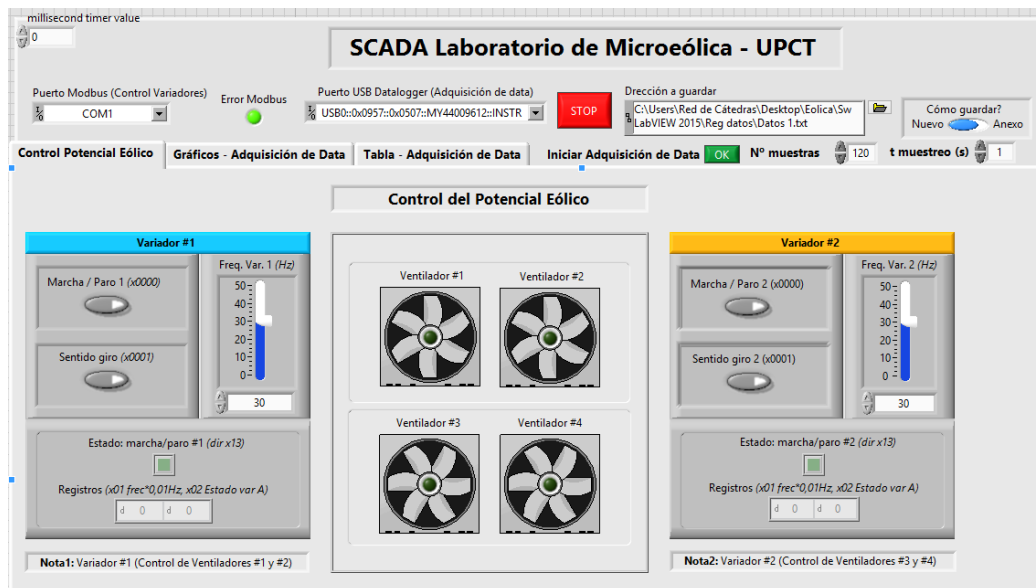 millisecond timer value
0
SCADA Laboratorio de Microeólica - UPCT
Puerto Modbus (Control Variadores)
COM1
Error Modbus
Puerto USB Datalogger (Adquisición de data)
USB0::0x0957::0x0507::MY44009612::INSTR
STOP
Drección a guardar
C:\Users\Red de Cátedras\Desktop\Eolica\Sw
LabVIEW 2015\Reg datos\Datos 1.txt
Cómo guardar?
Nuevo Anexo
Control Potencial Eólico
Gráficos - Adquisición de Data
Tabla - Adquisición de Data
Iniciar Adquisición de Data OK
Nº muestras 120
t muestreo (s) 1
Control del Potencial Eólico
Variador #1
Marcha / Paro 1 (x0000)
Sentido giro (x0001)
Freq. Var. 1 (Hz)
50
40
30
20
10
0
30
Estado: marcha/paro #1 (dir x13)
Registros (x01 frec*0,01Hz, x02 Estado var A)
d 0 d 0
Nota1: Variador #1 (Control de Ventiladores #1 y #2)
Ventilador #1
Ventilador #2
Ventilador #3
Ventilador #4
Variador #2
Marcha / Paro 2 (x0000)
Sentido giro 2 (x0001)
Freq. Var. 2 (Hz)
50
40
30
20
10
0
30
Estado: marcha/paro #2 (dir x13)
Registros (x01 frec*0,01Hz, x02 Estado var A)
d 0 d 0
Nota2: Variador #2 (Control de Ventiladores #3 y #4)